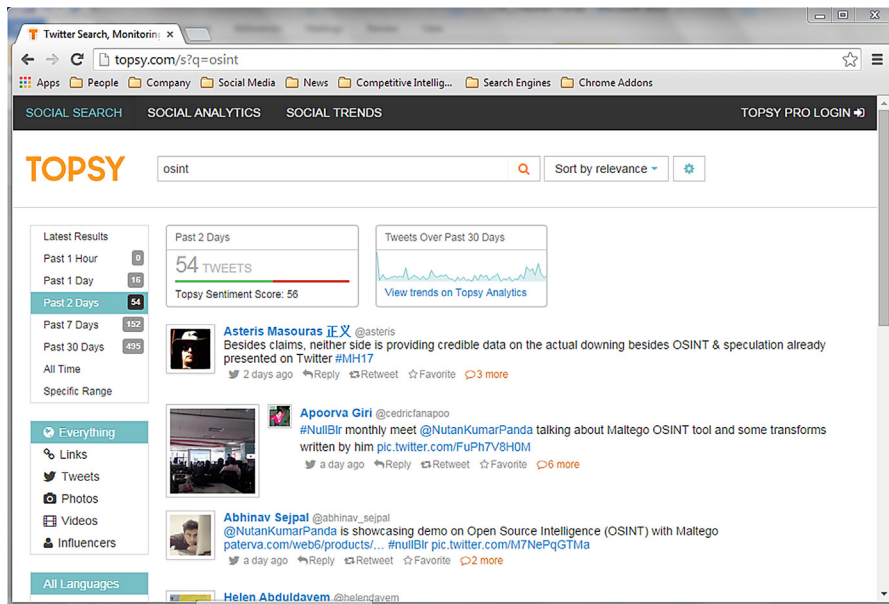 Twitter Search, Monitorin
topsy.com/s?q=osint
Apps People Company Social Media News Competitive Intellig... Search Engines Chrome Addons
SOCIAL SEARCH SOCIAL ANALYTICS SOCIAL TRENDS TOPSY PRO LOGIN
TOPSY osint Sort by relevance
Latest Results
Past 1 Hour 0
Past 1 Day 16
Past 2 Days 54
Past 7 Days 152
Past 30 Days 495
All Time
Specific Range
Everything
Links
Tweets
Photos
Videos
Influencers
All Languages
Past 2 Days
54 TWEETS
Topsy Sentiment Score: 56
Tweets Over Past 30 Days
View trends on Topsy Analytics
Asteris Masouras 正义 @asteris
Besides claims, neither side is providing credible data on the actual downing besides OSINT & speculation already
presented on Twitter #MH17
2 days ago Reply Retweet Favorite 3 more
Apoorva Giri @cedricfanapoo
#NullBlr monthly meet @NutanKumarPanda talking about Maltego OSINT tool and some transforms
written by him pic.twitter.com/FuPh7V8H0M
a day ago Reply Retweet Favorite 6 more
Abhinav Sejpal @abhinav_sejpal
@NutanKumarPanda is showcasing demo on Open Source Intelligence (OSINT) with Maltego
paterva.com/web6/products/... #nullBlr pic.twitter.com/M7NePqGTMa
a day ago Reply Retweet Favorite 2 more
Helen Abduldavem @helendavem